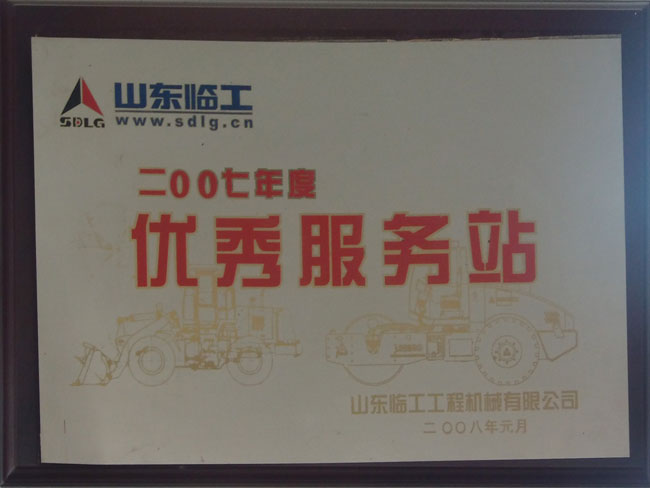 SDLG
山东临工
www.sdlg.cn
二00七年度
优秀服务站
山东临工工程机械有限公司
二00八年元月